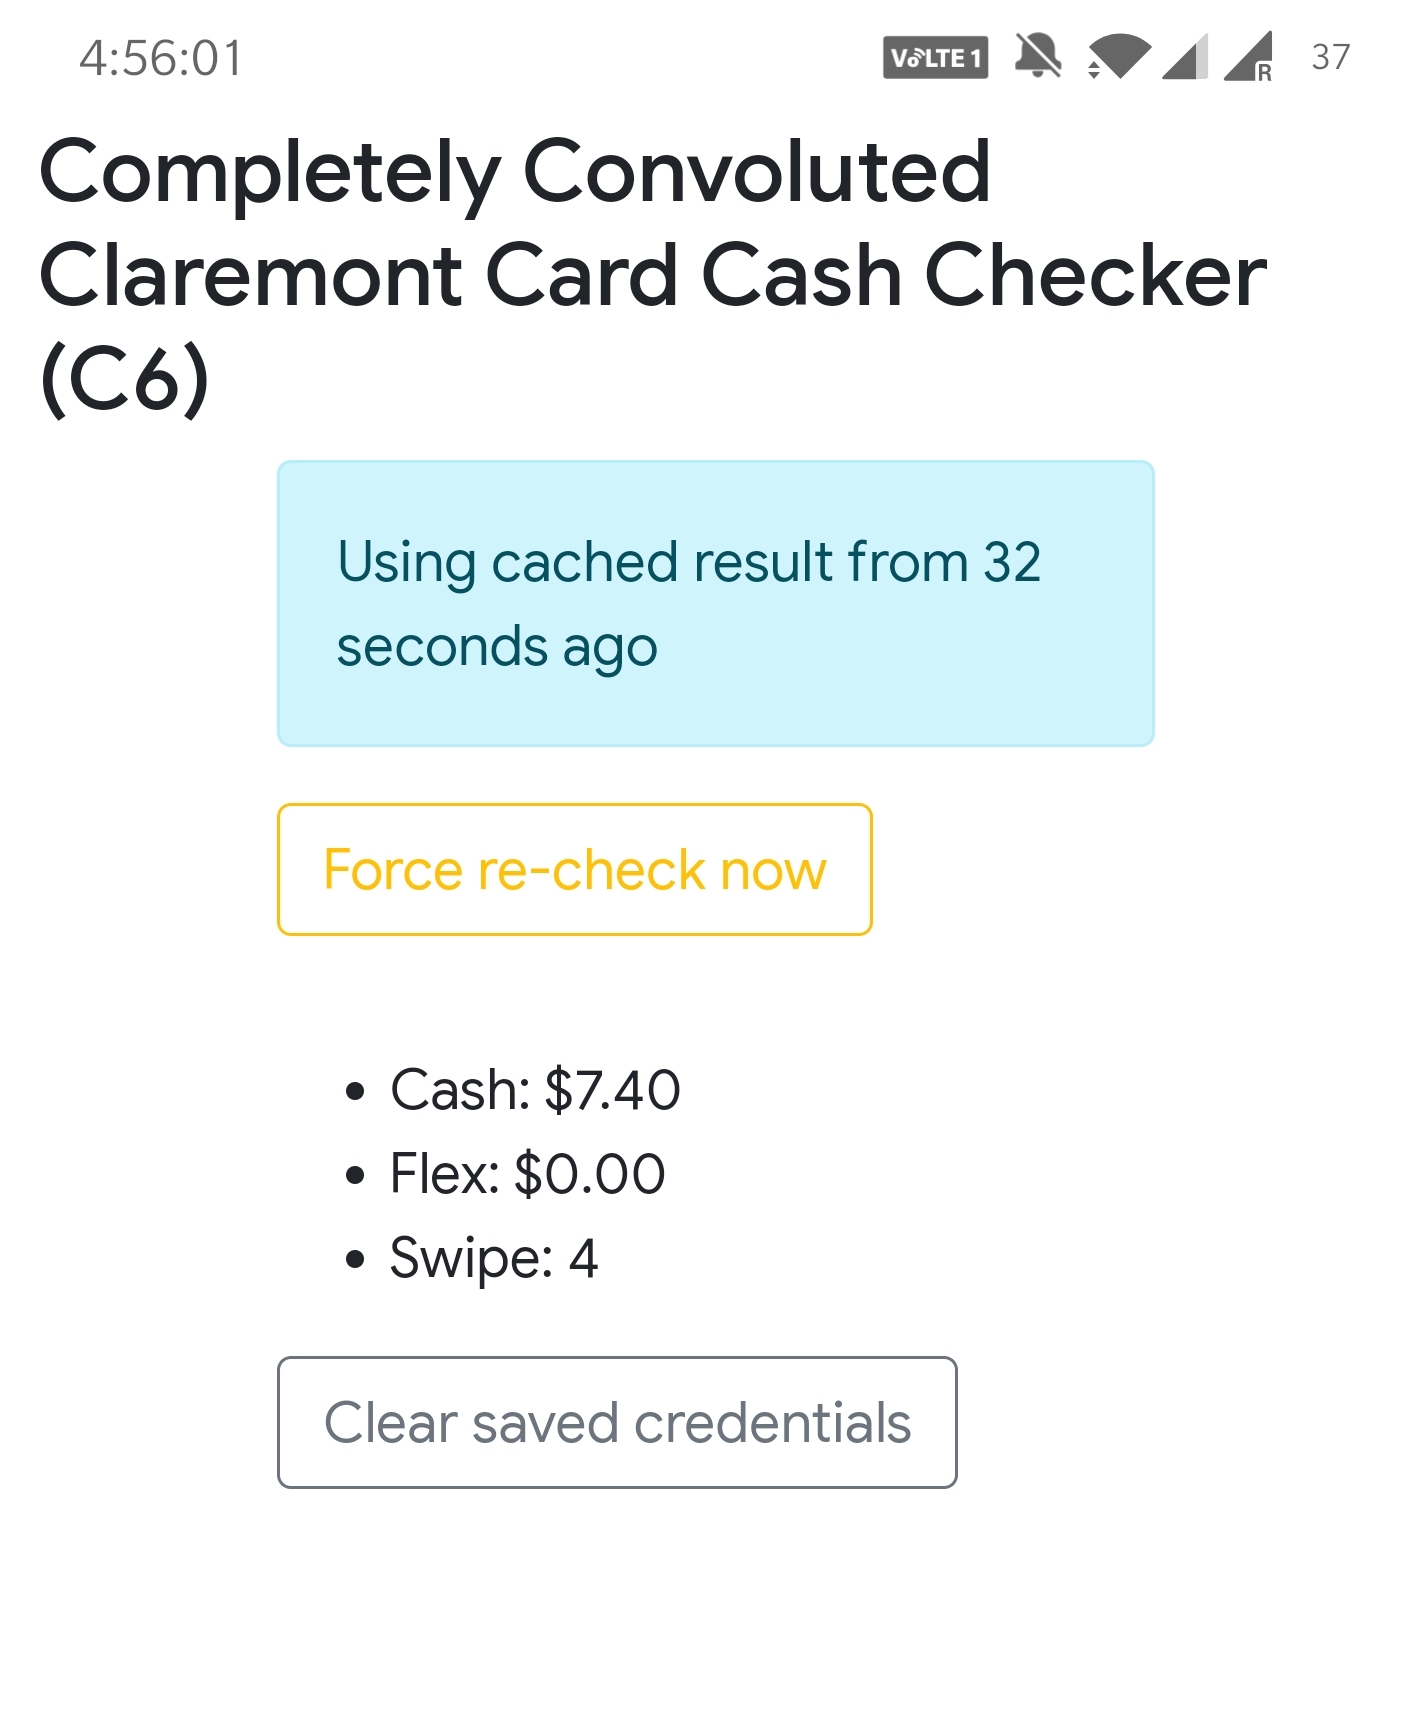 4:56:01 VoLTE 1 R 37
Completely Convoluted
Claremont Card Cash Checker
(C6)
Using cached result from 32
seconds ago
Force re-check now
• Cash: $7.40
• Flex: $0.00
• Swipe: 4
Clear saved credentials